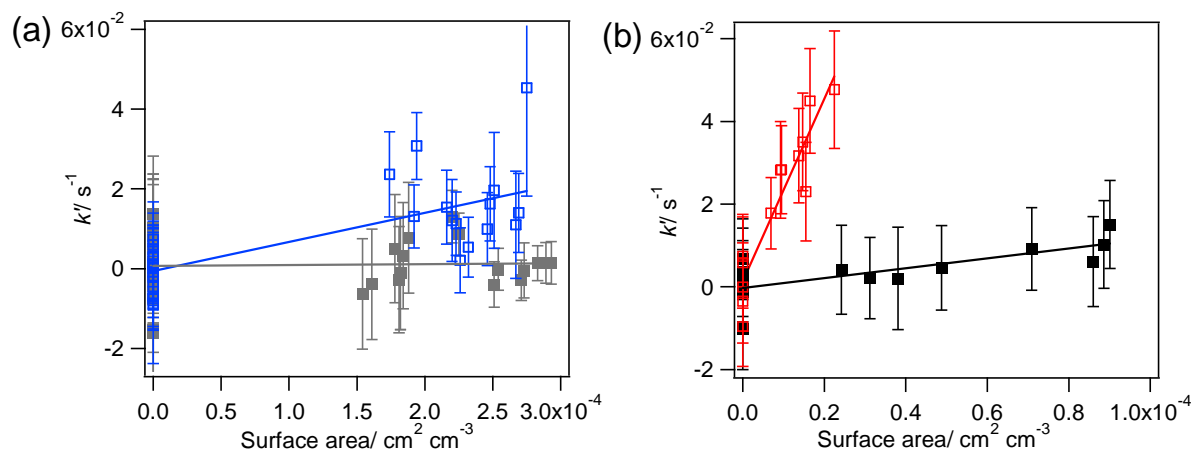 (a)
6x10⁻²
4
2
0
-2
k'/ s⁻¹
0.0
0.5
1.0
1.5
2.0
2.5
3.0x10⁻⁴
Surface area/ cm² cm⁻³
(b)
6x10⁻²
4
2
0
-2
k'/ s⁻¹
0.0
0.2
0.4
0.6
0.8
1.0x10⁻⁴
Surface area/ cm² cm⁻³